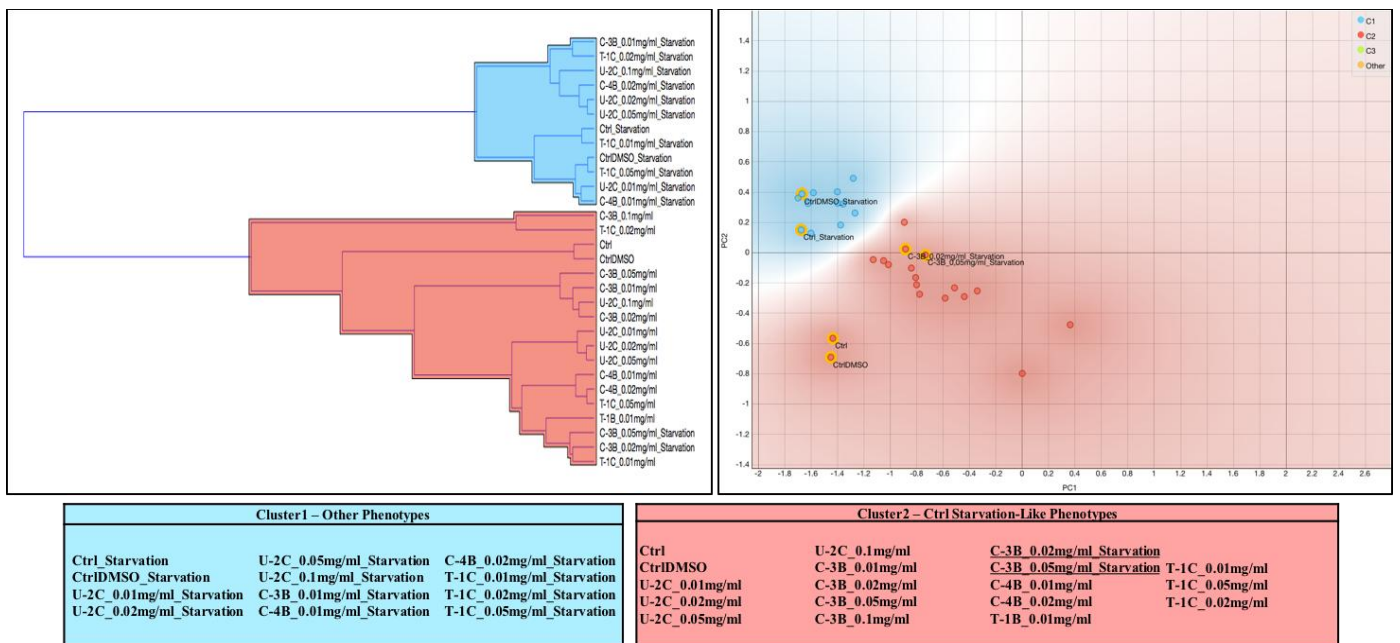 C-3B_0.01mg/ml_Starvation
T-1C_0.02mg/ml_Starvation
U-2C_0.1mg/ml_Starvation
C-4B_0.02mg/ml_Starvation
U-2C_0.02mg/ml_Starvation
U-2C_0.05mg/ml_Starvation
Ctrl_Starvation
T-1C_0.01mg/ml_Starvation
CtrlDMSO_Starvation
T-1C_0.05mg/ml_Starvation
U-2C_0.01mg/ml_Starvation
C-4B_0.01mg/ml_Starvation
C-3B_0.1mg/ml
T-1C_0.02mg/ml
Ctrl
CtrlDMSO
C-3B_0.05mg/ml
C-3B_0.01mg/ml
U-2C_0.1mg/ml
C-3B_0.02mg/ml
U-2C_0.01mg/ml
U-2C_0.02mg/ml
U-2C_0.05mg/ml
C-4B_0.01mg/ml
C-4B_0.02mg/ml
T-1C_0.05mg/ml
T-1B_0.01mg/ml
C-3B_0.05mg/ml_Starvation
C-3B_0.02mg/ml_Starvation
T-1C_0.01mg/ml
C1
C2
C3
Other
1.4
1.2
1
0.8
0.6
0.4
0.2
0
-0.2
-0.4
-0.6
-0.8
-1
-1.2
-1.4
PC2
CtrlDMSO_Starvation
Ctrl_Starvation
C-3B_0.02mg/ml_Starvation
C-3B_0.05mg/ml_Starvation
Ctrl
CtrlDMSO
-2 -1.8 -1.6 -1.4 -1.2 -1 -0.8 -0.6 -0.4 -0.2 0 0.2 0.4 0.6 0.8 1 1.2 1.4 1.6 1.8 2 2.2 2.4 2.6
PC1
Cluster1 – Other Phenotypes
Ctrl_Starvation U-2C_0.05mg/ml_Starvation C-4B_0.02mg/ml_Starvation
CtrlDMSO_Starvation U-2C_0.1mg/ml_Starvation T-1C_0.01mg/ml_Starvation
U-2C_0.01mg/ml_Starvation C-3B_0.01mg/ml_Starvation T-1C_0.02mg/ml_Starvation
U-2C_0.02mg/ml_Starvation C-4B_0.01mg/ml_Starvation T-1C_0.05mg/ml_Starvation
Cluster2 – Ctrl Starvation-Like Phenotypes
Ctrl U-2C_0.1mg/ml C-3B_0.02mg/ml_Starvation
CtrlDMSO C-3B_0.01mg/ml C-3B_0.05mg/ml_Starvation T-1C_0.01mg/ml
U-2C_0.01mg/ml C-3B_0.02mg/ml C-4B_0.01mg/ml T-1C_0.05mg/ml
U-2C_0.02mg/ml C-3B_0.05mg/ml C-4B_0.02mg/ml T-1C_0.02mg/ml
U-2C_0.05mg/ml C-3B_0.1mg/ml T-1B_0.01mg/ml